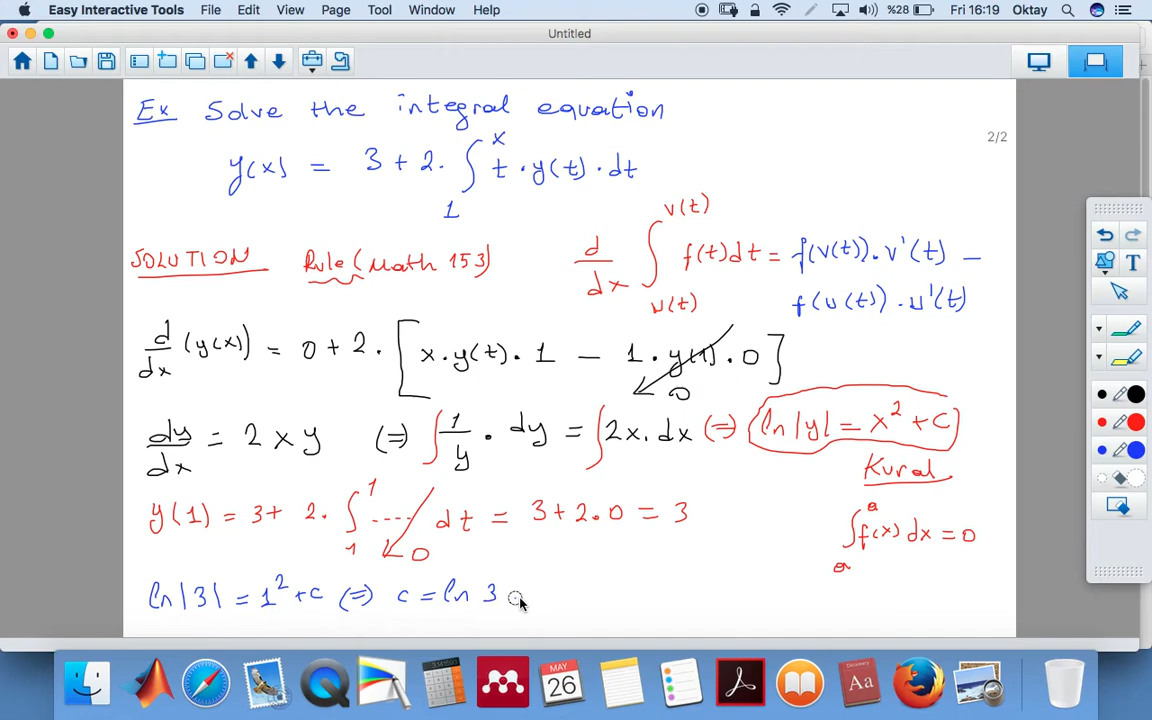 Easy Interactive Tools File Edit View Page Tool Window Help %28 Fri 16:19 Oktay
Untitled
2/2
Ex Solve the integral equation
y(x) = 3 + 2. ∫₁ˣ t . y(t) . dt
SOLUTION Rule (Math 153) d/dx ∫ᵤ₍ₜ₎ᵛ⁽ᵗ⁾ f(t)dt = f(v(t)).v'(t) −
f(u(t)) . u'(t)
d/dx (y(x)) = 0 + 2 . [x.y(t).1 − 1.y(1).0]
0
dy/dx = 2xy (=) ∫ 1/y . dy = ∫ 2x. dx (=) ln|y| = x² + C
Kural
y(1) = 3 + 2. ∫₁¹ ..... dt = 3 + 2.0 = 3
0
∫ₐᵃ f(x) dx = 0
ln|3| = 1² + c (=) c = ln 3
MAY
26
Aa